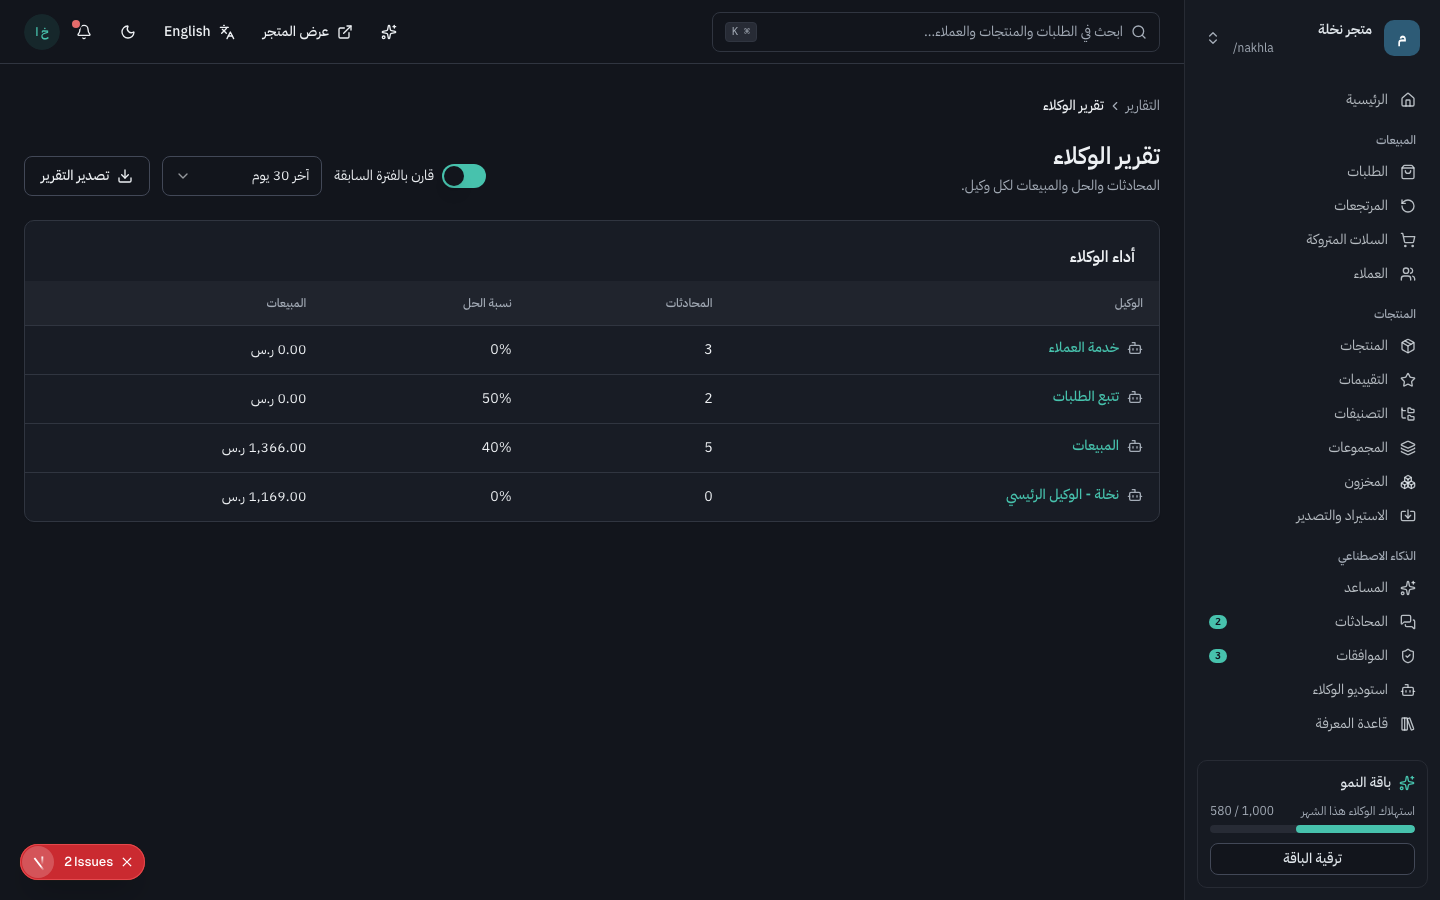 متجر نخلة
/nakhla
الرئيسية
المبيعات
الطلبات
المرتجعات
السلات المتروكة
العملاء
المنتجات
المنتجات
التقييمات
التصنيفات
المجموعات
المخزون
الاستيراد والتصدير
الذكاء الاصطناعي
المساعد
المحادثات 2
الموافقات 3
استوديو الوكلاء
قاعدة المعرفة
باقة النمو
استهلاك الوكلاء هذا الشهر 580 / 1,000
ترقية الباقة
م
ابحث في الطلبات والمنتجات والعملاء... ⌘ K
عرض المتجر English خ ا
التقارير تقرير الوكلاء
تقرير الوكلاء
المحادثات والحل والمبيعات لكل وكيل.
قارن بالفترة السابقة آخر 30 يوم تصدير التقرير
أداء الوكلاء
الوكيل المحادثات نسبة الحل المبيعات
خدمة العملاء 3 0% 0.00 ر.س
تتبع الطلبات 2 50% 0.00 ر.س
المبيعات 5 40% 1,366.00 ر.س
نخلة - الوكيل الرئيسي 0 0% 1,169.00 ر.س
2 Issues